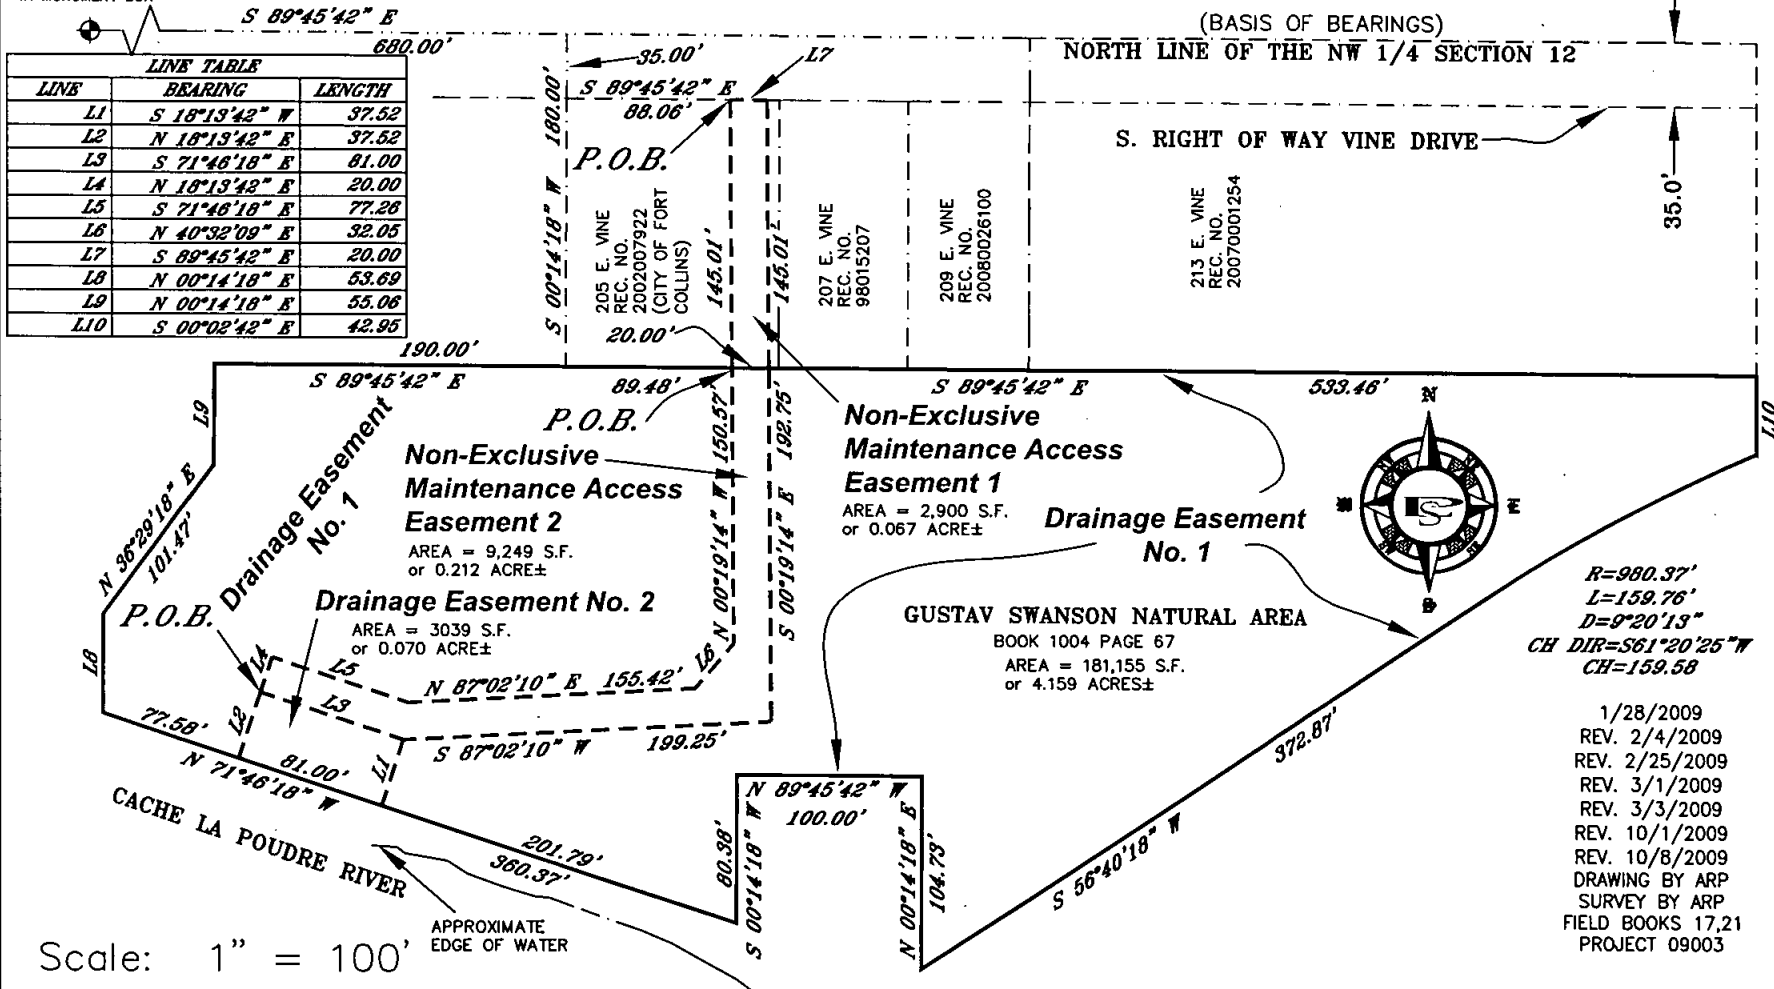 S 89°45'42" E
680.00'
(BASIS OF BEARINGS)
NORTH LINE OF THE NW 1/4 SECTION 12
LINE TABLE
LINE BEARING LENGTH
L1 S 18°13'42" W 37.52
L2 N 18°13'42" E 37.52
L3 S 71°46'18" E 81.00
L4 N 18°13'42" E 20.00
L5 S 71°46'18" E 77.26
L6 N 40°32'09" E 32.05
L7 S 89°45'42" E 20.00
L8 N 00°14'18" E 53.69
L9 N 00°14'18" E 55.06
L10 S 00°02'42" E 42.95
35.00'
L7
S 89°45'42" E
88.06'
P.O.B.
180.00'
S 00°14'18" W
S. RIGHT OF WAY VINE DRIVE
35.0'
205 E. VINE
REC. NO.
2002007922
(CITY OF FORT
COLLINS)
145.01'
145.01'
207 E. VINE
REC. NO.
98015207
209 E. VINE
REC. NO.
20080026100
213 E. VINE
REC. NO.
20070001254
20.00'
190.00'
S 89°45'42" E
89.48'
S 89°45'42" E
533.46'
P.O.B.
L9
L10
N
E
Drainage Easement
No. 1
Non-Exclusive
Maintenance Access
Easement 2
AREA = 9,249 S.F.
or 0.212 ACRE±
N 00°19'14" W 150.57'
S 00°19'14" E 192.75'
Non-Exclusive
Maintenance Access
Easement 1
AREA = 2,900 S.F.
or 0.067 ACRE±
Drainage Easement
No. 1
N 36°29'18" E
101.47'
P.O.B.
Drainage Easement No. 2
AREA = 3039 S.F.
or 0.070 ACRE±
GUSTAV SWANSON NATURAL AREA
BOOK 1004 PAGE 67
AREA = 181,155 S.F.
or 4.159 ACRES±
R=980.37'
L=159.76'
D=9°20'13"
CH DIR=S61°20'25"W
CH=159.58
L8
L4
L5
L6
N 87°02'10" E 155.42'
L3
L2
L1
S 87°02'10" W 199.25'
77.58'
81.00'
N 71°46'18" W
201.79'
360.37'
CACHE LA POUDRE RIVER
APPROXIMATE
EDGE OF WATER
N 89°45'42" W
100.00'
80.38'
S 00°14'18" W
N 00°14'18" E
104.73'
372.87'
S 56°40'18" W
1/28/2009
REV. 2/4/2009
REV. 2/25/2009
REV. 3/1/2009
REV. 3/3/2009
REV. 10/1/2009
REV. 10/8/2009
DRAWING BY ARP
SURVEY BY ARP
FIELD BOOKS 17,21
PROJECT 09003
Scale: 1" = 100'